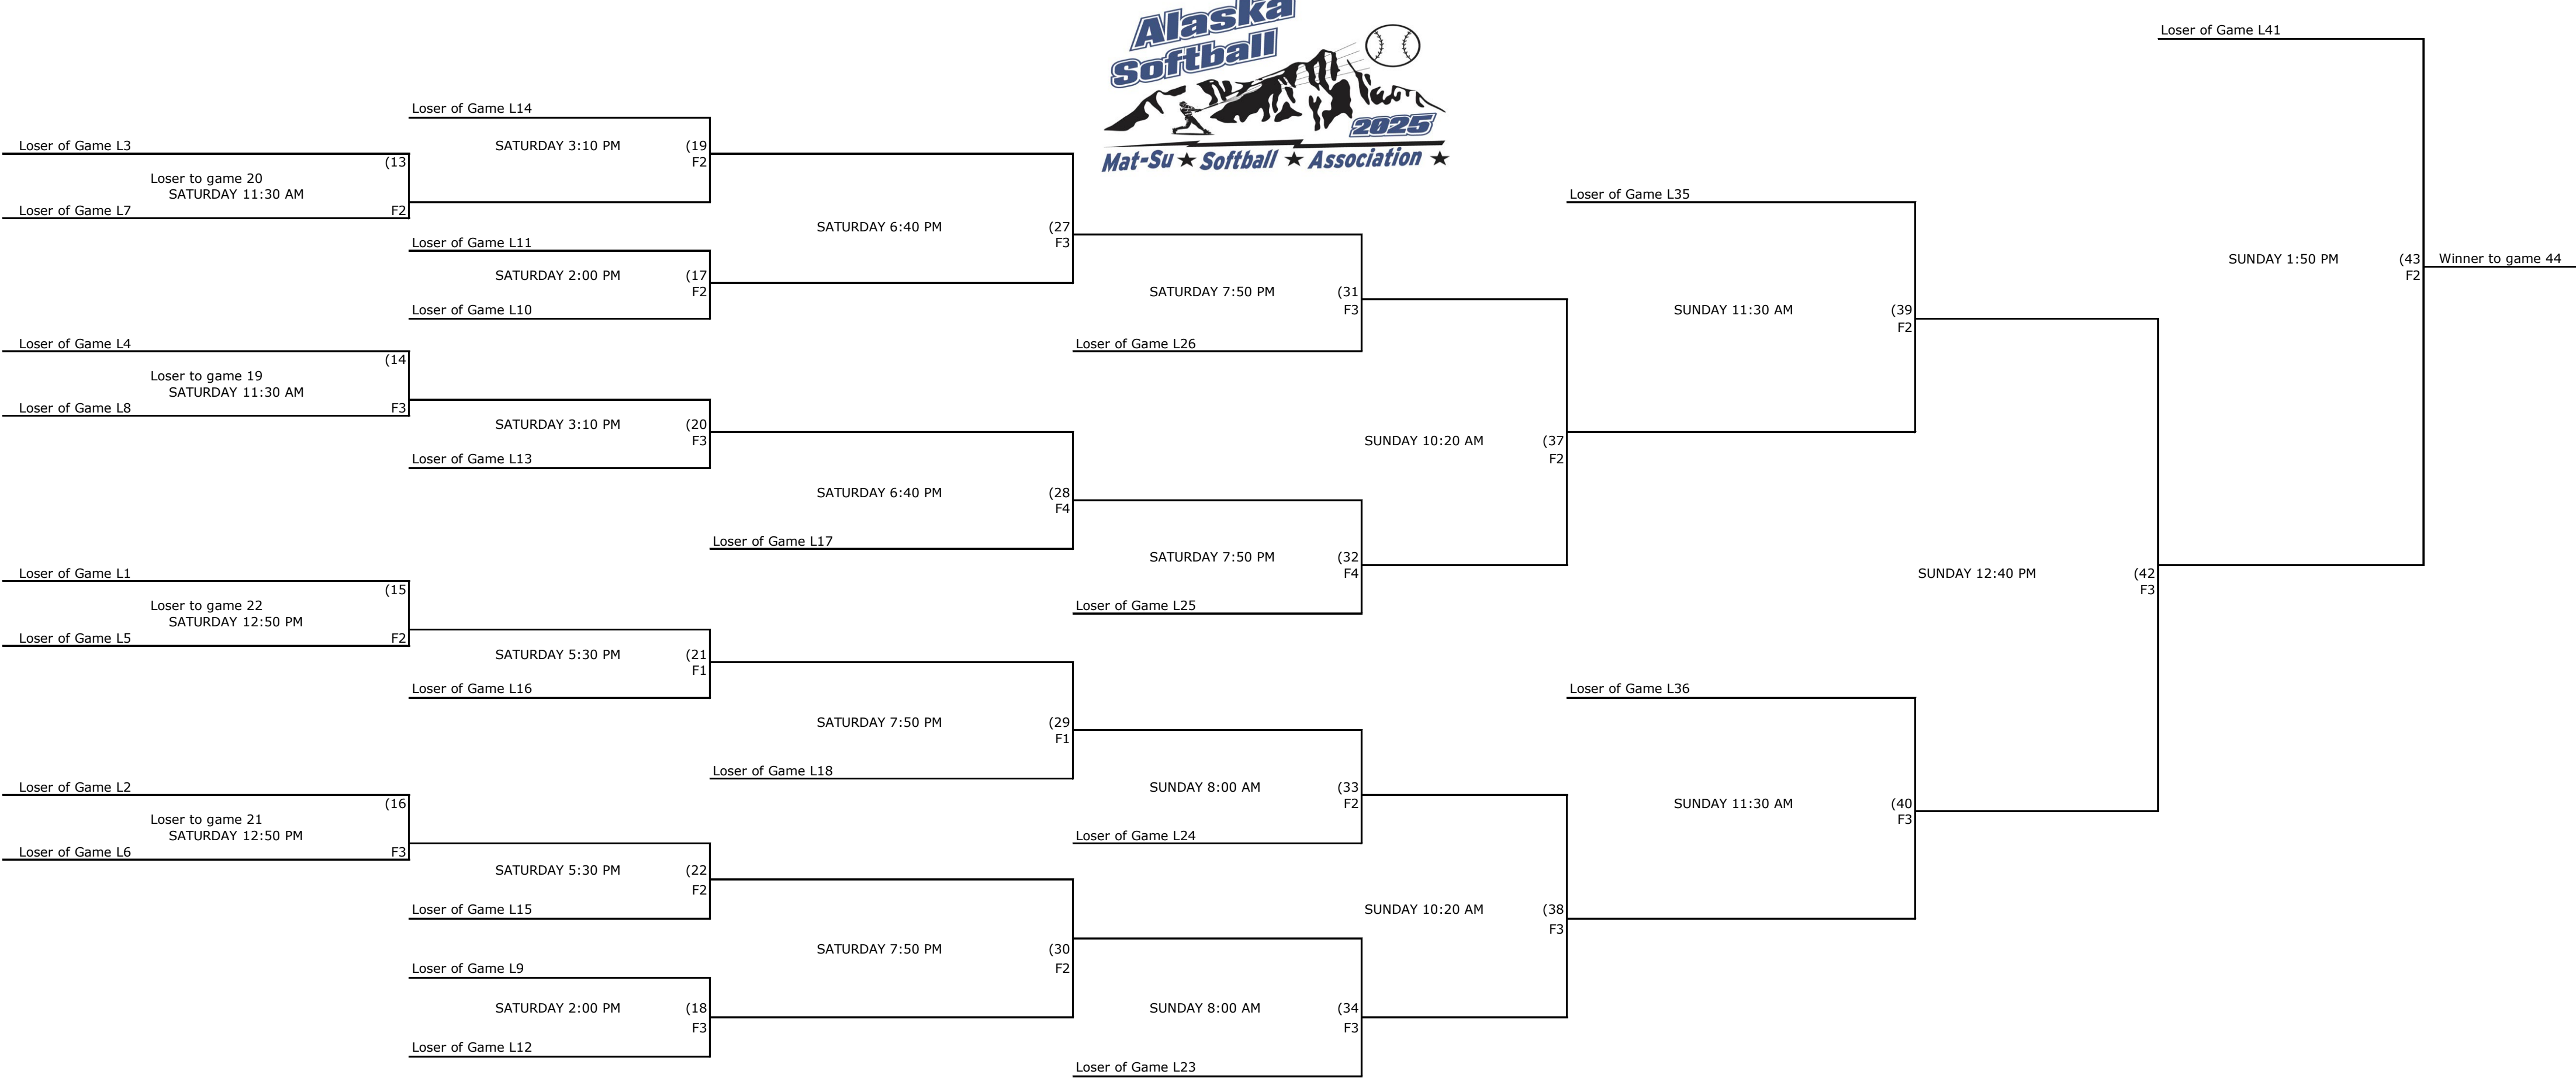 Alaska
Softball
2025
Mat-Su ★ Softball ★ Association ★
Loser of Game L41
Loser of Game L14
Loser of Game L3
SATURDAY 3:10 PM (19
F2
(13
Loser to game 20
SATURDAY 11:30 AM
Loser of Game L7 F2
Loser of Game L35
SATURDAY 6:40 PM (27
F3
Loser of Game L11
SATURDAY 2:00 PM (17
F2
Loser of Game L10
SUNDAY 1:50 PM (43 Winner to game 44
F2
SATURDAY 7:50 PM (31
F3
SUNDAY 11:30 AM (39
F2
Loser of Game L4
Loser of Game L26
(14
Loser to game 19
SATURDAY 11:30 AM
Loser of Game L8 F3
SATURDAY 3:10 PM (20
F3
Loser of Game L13
SUNDAY 10:20 AM (37
F2
SATURDAY 6:40 PM (28
F4
Loser of Game L17
SATURDAY 7:50 PM (32
F4
Loser of Game L1
SUNDAY 12:40 PM (42
F3
(15
Loser to game 22
SATURDAY 12:50 PM
Loser of Game L5 F2
Loser of Game L25
SATURDAY 5:30 PM (21
F1
Loser of Game L16
Loser of Game L36
SATURDAY 7:50 PM (29
F1
Loser of Game L18
Loser of Game L2
SUNDAY 8:00 AM (33
F2
(16
Loser to game 21
SATURDAY 12:50 PM
Loser of Game L6 F3
SUNDAY 11:30 AM (40
F3
Loser of Game L24
SATURDAY 5:30 PM (22
F2
Loser of Game L15
SUNDAY 10:20 AM (38
F3
SATURDAY 7:50 PM (30
F2
Loser of Game L9
SATURDAY 2:00 PM (18
F3
Loser of Game L12
SUNDAY 8:00 AM (34
F3
Loser of Game L23